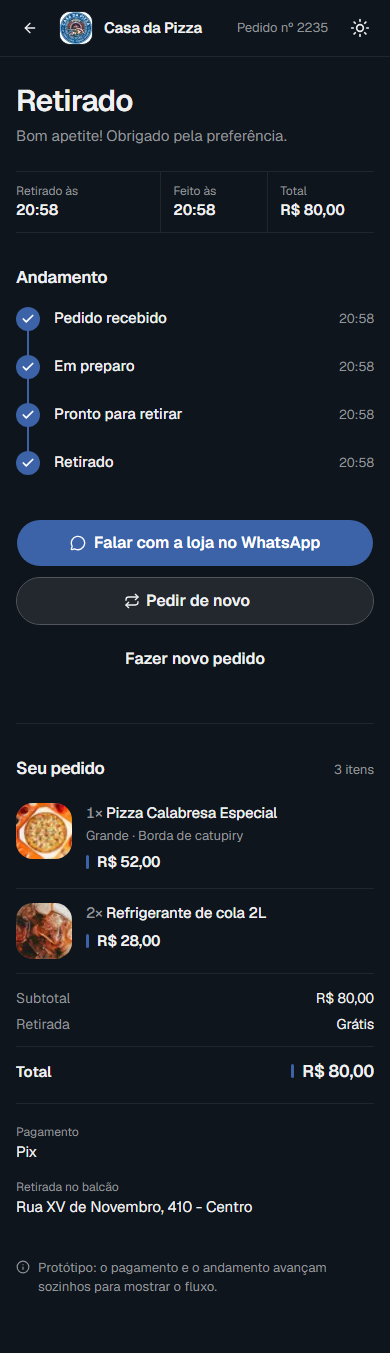 Casa da Pizza
Pedido nº 2235
Retirado
Bom apetite! Obrigado pela preferência.
Retirado às
20:58
Feito às
20:58
Total
R$ 80,00
Andamento
Pedido recebido 20:58
Em preparo 20:58
Pronto para retirar 20:58
Retirado 20:58
Falar com a loja no WhatsApp
Pedir de novo
Fazer novo pedido
Seu pedido 3 itens
1× Pizza Calabresa Especial
Grande · Borda de catupiry
R$ 52,00
2× Refrigerante de cola 2L
R$ 28,00
Subtotal R$ 80,00
Retirada Grátis
Total R$ 80,00
Pagamento
Pix
Retirada no balcão
Rua XV de Novembro, 410 - Centro
Protótipo: o pagamento e o andamento avançam
sozinhos para mostrar o fluxo.